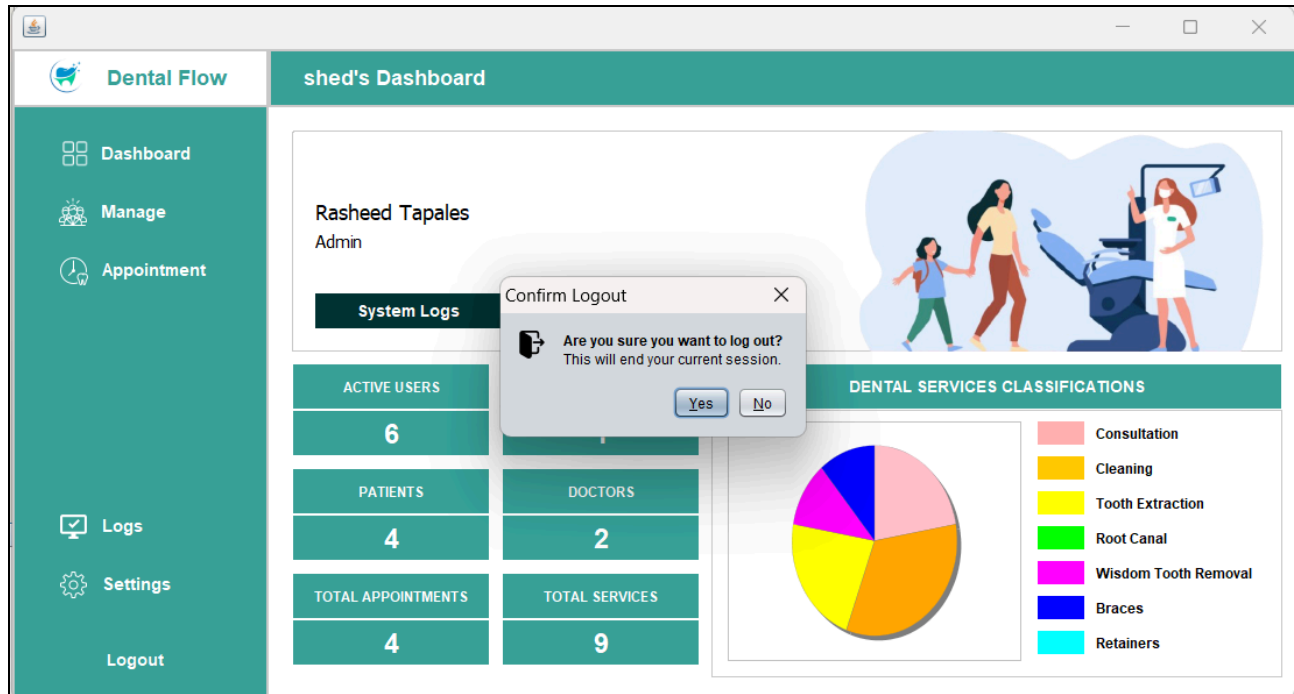 Dental Flow
shed's Dashboard
Dashboard
Manage
Appointment
Logs
Settings
Logout
Rasheed Tapales
Admin
System Logs
Confirm Logout
Are you sure you want to log out?
This will end your current session.
Yes
No
ACTIVE USERS
6
PATIENTS
4
DOCTORS
2
TOTAL APPOINTMENTS
4
TOTAL SERVICES
9
DENTAL SERVICES CLASSIFICATIONS
Consultation
Cleaning
Tooth Extraction
Root Canal
Wisdom Tooth Removal
Braces
Retainers